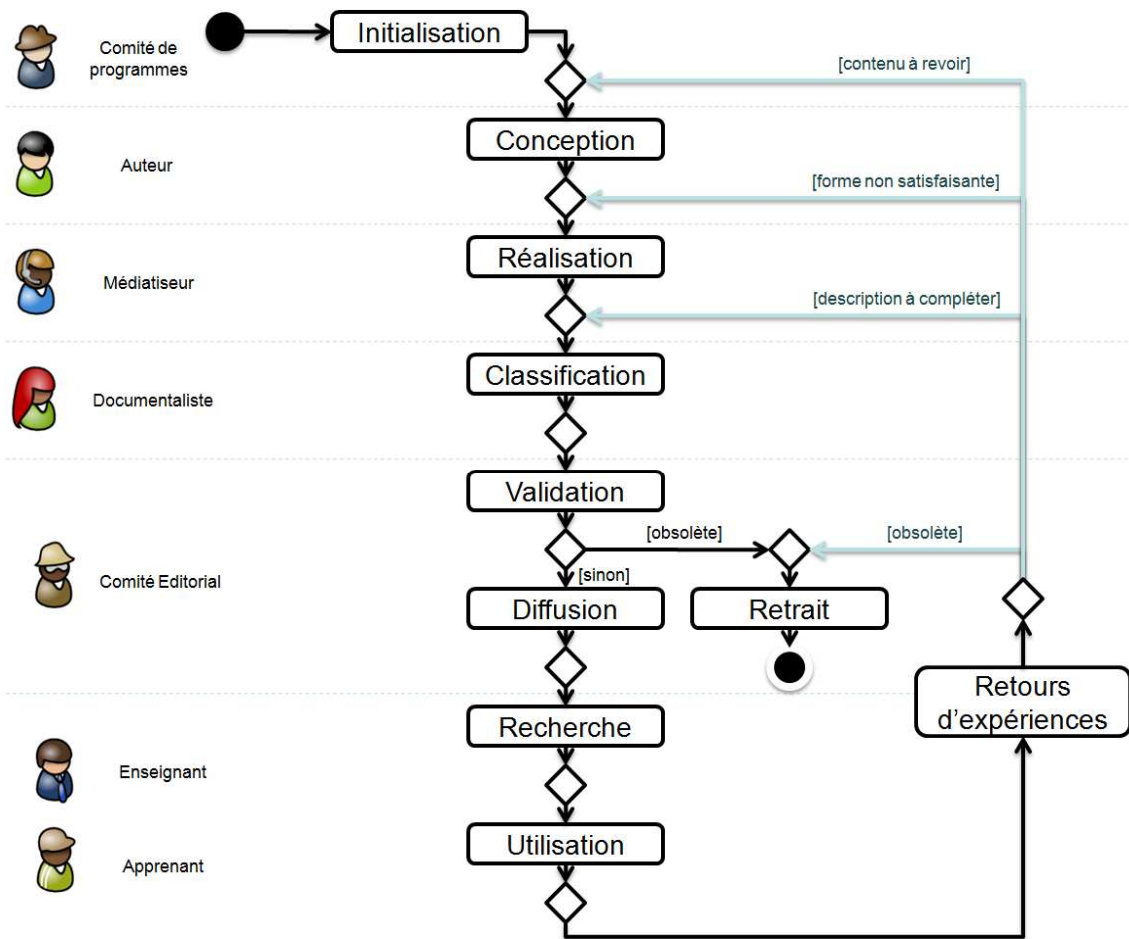 Initialisation
Comité de
programmes
[contenu à revoir]
Conception
Auteur
[forme non satisfaisante]
Réalisation
Médiatiseur
[description à compléter]
Classification
Documentaliste
Validation
[obsolète]
[obsolète]
Comité Editorial
[sinon]
Diffusion
Retrait
Retours
d’expériences
Recherche
Enseignant
Utilisation
Apprenant